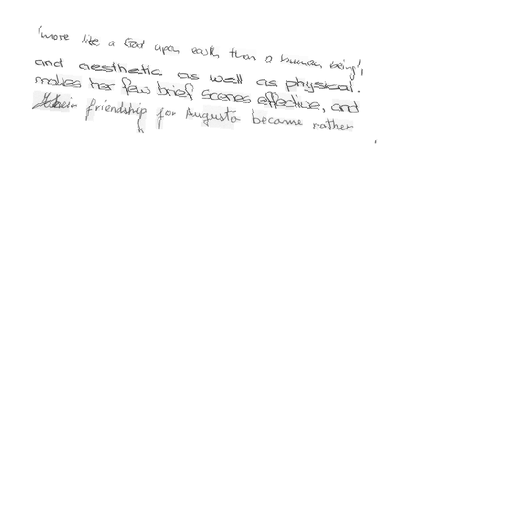 'more like a God upon earth than a human being',
and aesthetic as well as physical.
makes her few brief scenes effective, and
Their friendship for Augusta became rather